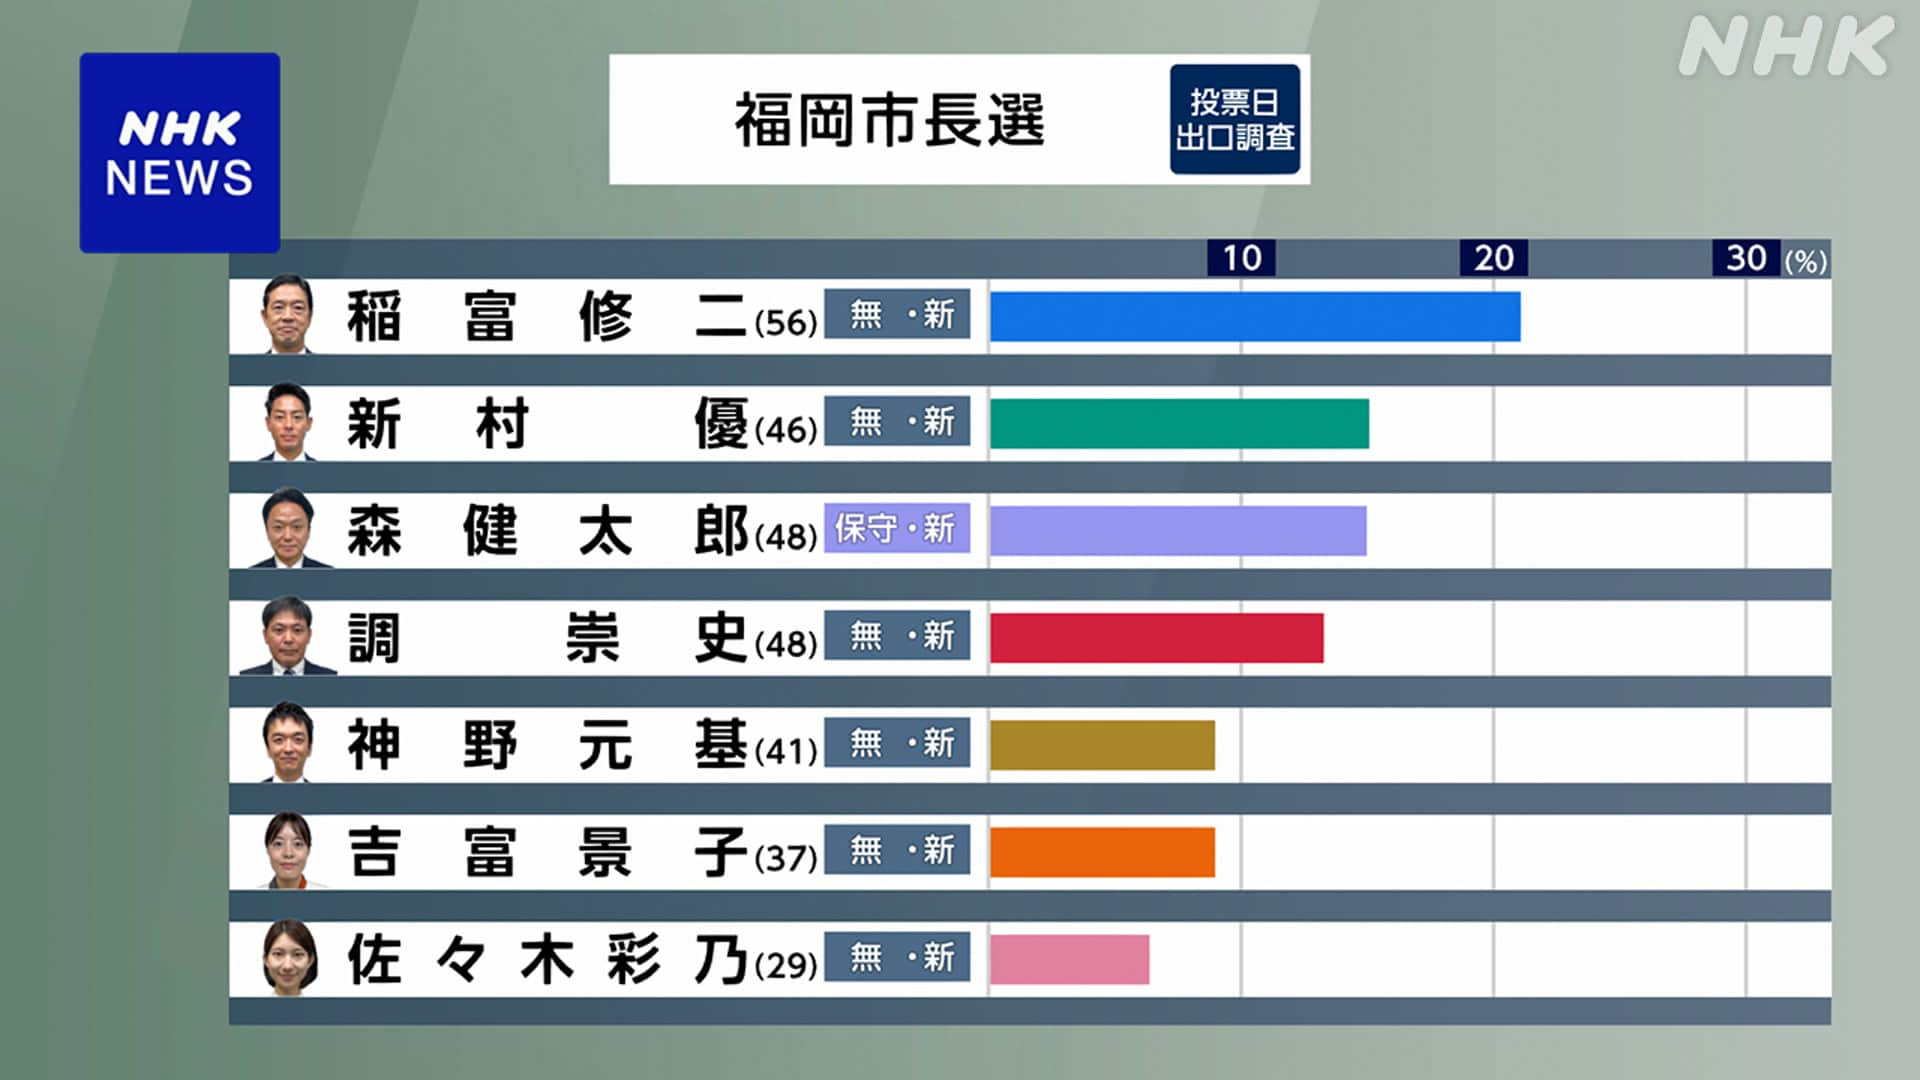 NHK
NHK
NEWS
福岡市長選
投票日
出口調査
10 20 30 (%)
稲富修二(56) 無・新
新村優(46) 無・新
森健太郎(48) 保守・新
調崇史(48) 無・新
神野元基(41) 無・新
吉富景子(37) 無・新
佐々木彩乃(29) 無・新